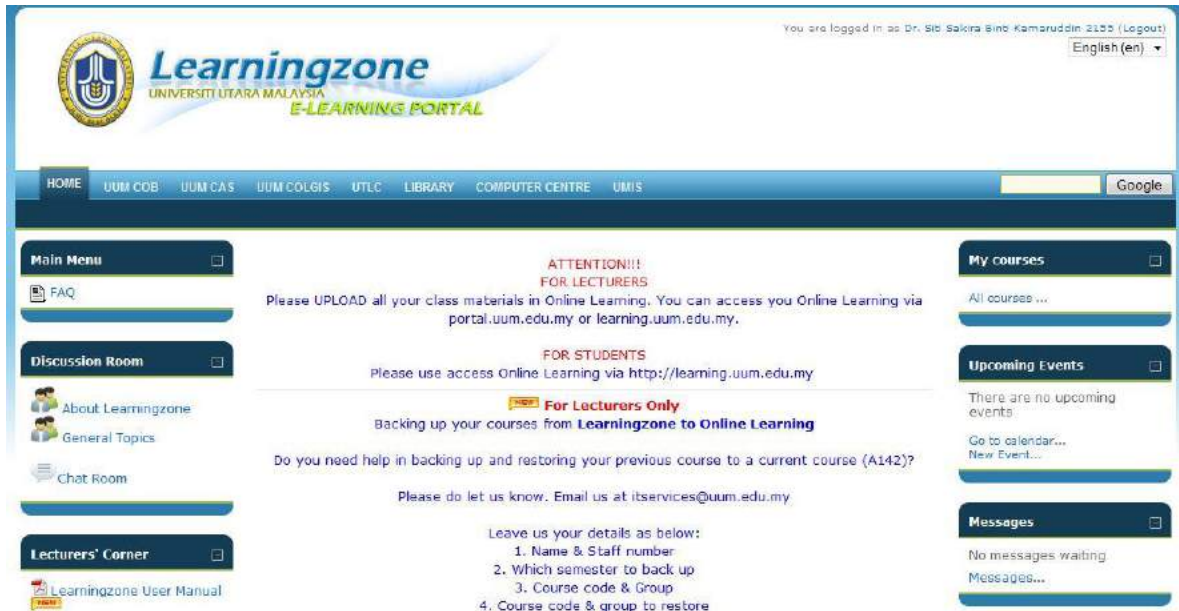 You are logged in as Dr. Siti Sakira Binti Kamaruddin 2155 (Logout)
English (en)
Learningzone
UNIVERSITI UTARA MALAYSIA
E-LEARNING PORTAL
HOME UUM COB UUM CAS UUM COLGIS UTLC LIBRARY COMPUTER CENTRE UMIS
Google
Main Menu
FAQ
Discussion Room
About Learningzone
General Topics
Chat Room
Lecturers' Corner
Learningzone User Manual
NEW
ATTENTION!!!
FOR LECTURERS
Please UPLOAD all your class materials in Online Learning. You can access you Online Learning via
portal.uum.edu.my or learning.uum.edu.my.
FOR STUDENTS
Please use access Online Learning via http://learning.uum.edu.my
NEW For Lecturers Only
Backing up your courses from Learningzone to Online Learning
Do you need help in backing up and restoring your previous course to a current course (A142)?
Please do let us know. Email us at itservices@uum.edu.my
Leave us your details as below:
1. Name & Staff number
2. Which semester to back up
3. Course code & Group
4. Course code & group to restore
My courses
All courses ...
Upcoming Events
There are no upcoming
events
Go to calendar...
New Event...
Messages
No messages waiting
Messages...